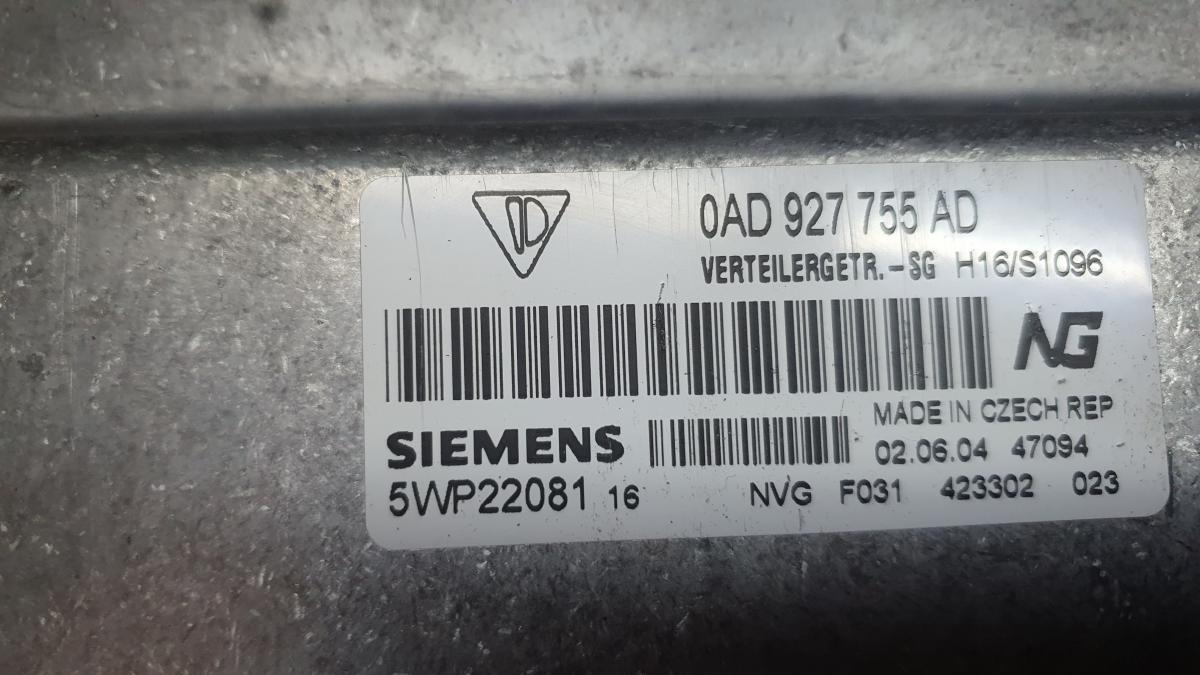 0AD 927 755 AD
VERTEILERGETR.-SG H16/S1096
NG
MADE IN CZECH REP
SIEMENS 02.06.04 47094
5WP22081 16 NVG F031 423302 023